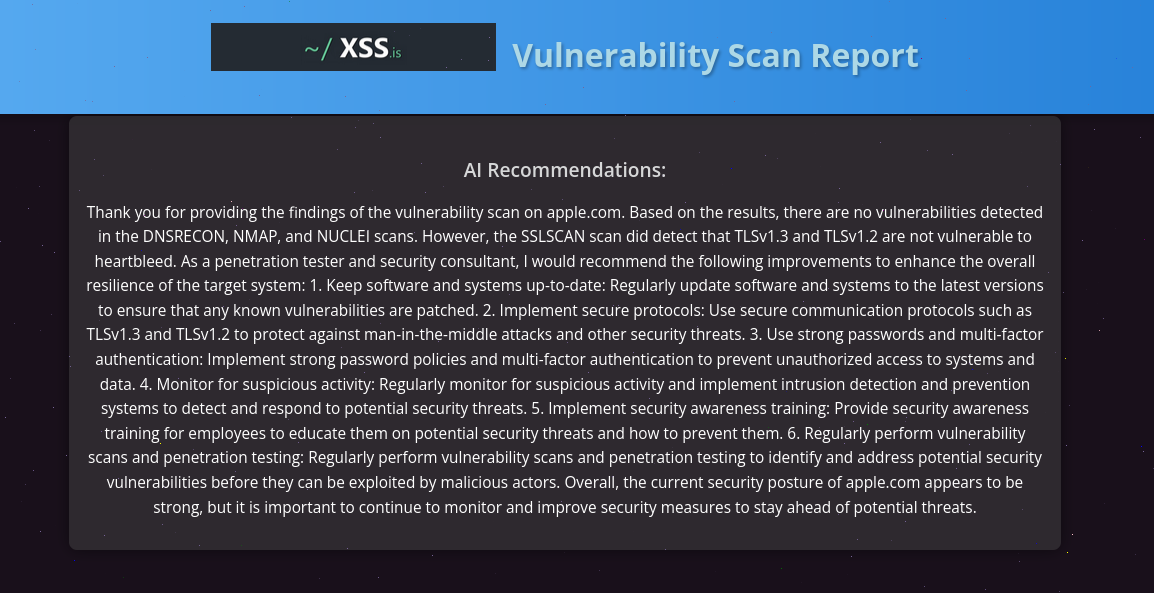 ~/ XSS.is
Vulnerability Scan Report
AI Recommendations:
Thank you for providing the findings of the vulnerability scan on apple.com. Based on the results, there are no vulnerabilities detected
in the DNSRECON, NMAP, and NUCLEI scans. However, the SSLSCAN scan did detect that TLSv1.3 and TLSv1.2 are not vulnerable to
heartbleed. As a penetration tester and security consultant, I would recommend the following improvements to enhance the overall
resilience of the target system: 1. Keep software and systems up-to-date: Regularly update software and systems to the latest versions
to ensure that any known vulnerabilities are patched. 2. Implement secure protocols: Use secure communication protocols such as
TLSv1.3 and TLSv1.2 to protect against man-in-the-middle attacks and other security threats. 3. Use strong passwords and multi-factor
authentication: Implement strong password policies and multi-factor authentication to prevent unauthorized access to systems and
data. 4. Monitor for suspicious activity: Regularly monitor for suspicious activity and implement intrusion detection and prevention
systems to detect and respond to potential security threats. 5. Implement security awareness training: Provide security awareness
training for employees to educate them on potential security threats and how to prevent them. 6. Regularly perform vulnerability
scans and penetration testing: Regularly perform vulnerability scans and penetration testing to identify and address potential security
vulnerabilities before they can be exploited by malicious actors. Overall, the current security posture of apple.com appears to be
strong, but it is important to continue to monitor and improve security measures to stay ahead of potential threats.